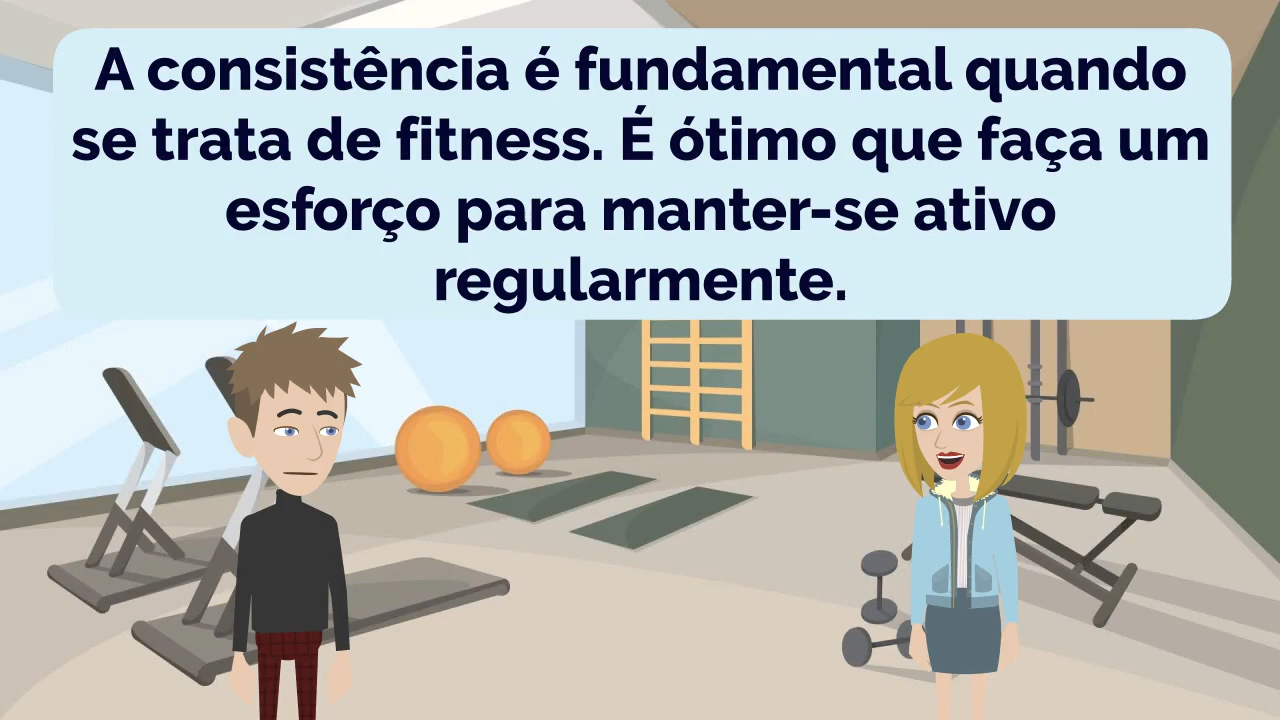 A consistência é fundamental quando
se trata de fitness. É ótimo que faça um
esforço para manter-se ativo
regularmente.